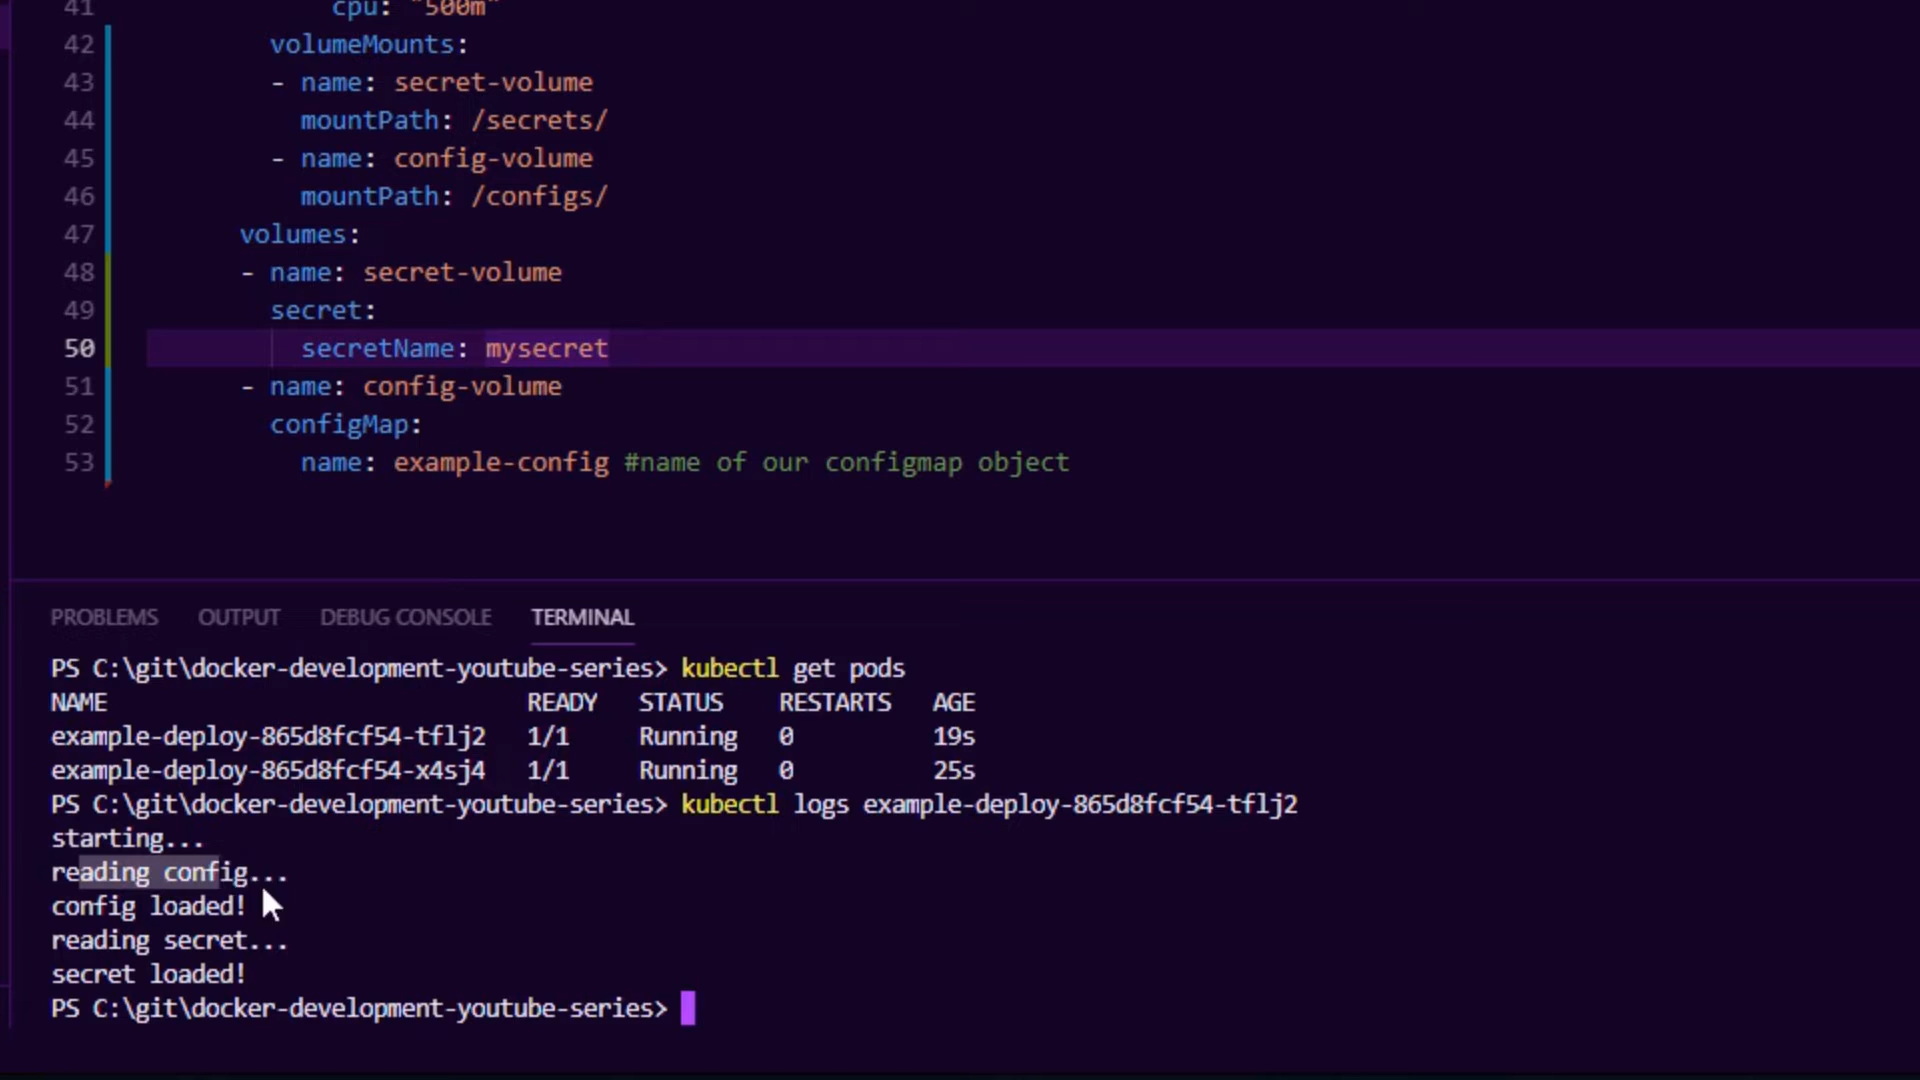 41 cpu: "500m"
42 volumeMounts:
43 - name: secret-volume
44 mountPath: /secrets/
45 - name: config-volume
46 mountPath: /configs/
47 volumes:
48 - name: secret-volume
49 secret:
50 secretName: mysecret
51 - name: config-volume
52 configMap:
53 name: example-config #name of our configmap object
PROBLEMS OUTPUT DEBUG CONSOLE TERMINAL
PS C:\git\docker-development-youtube-series> kubectl get pods
NAME READY STATUS RESTARTS AGE
example-deploy-865d8fcf54-tflj2 1/1 Running 0 19s
example-deploy-865d8fcf54-x4sj4 1/1 Running 0 25s
PS C:\git\docker-development-youtube-series> kubectl logs example-deploy-865d8fcf54-tflj2
starting...
reading config...
config loaded!
reading secret...
secret loaded!
PS C:\git\docker-development-youtube-series>